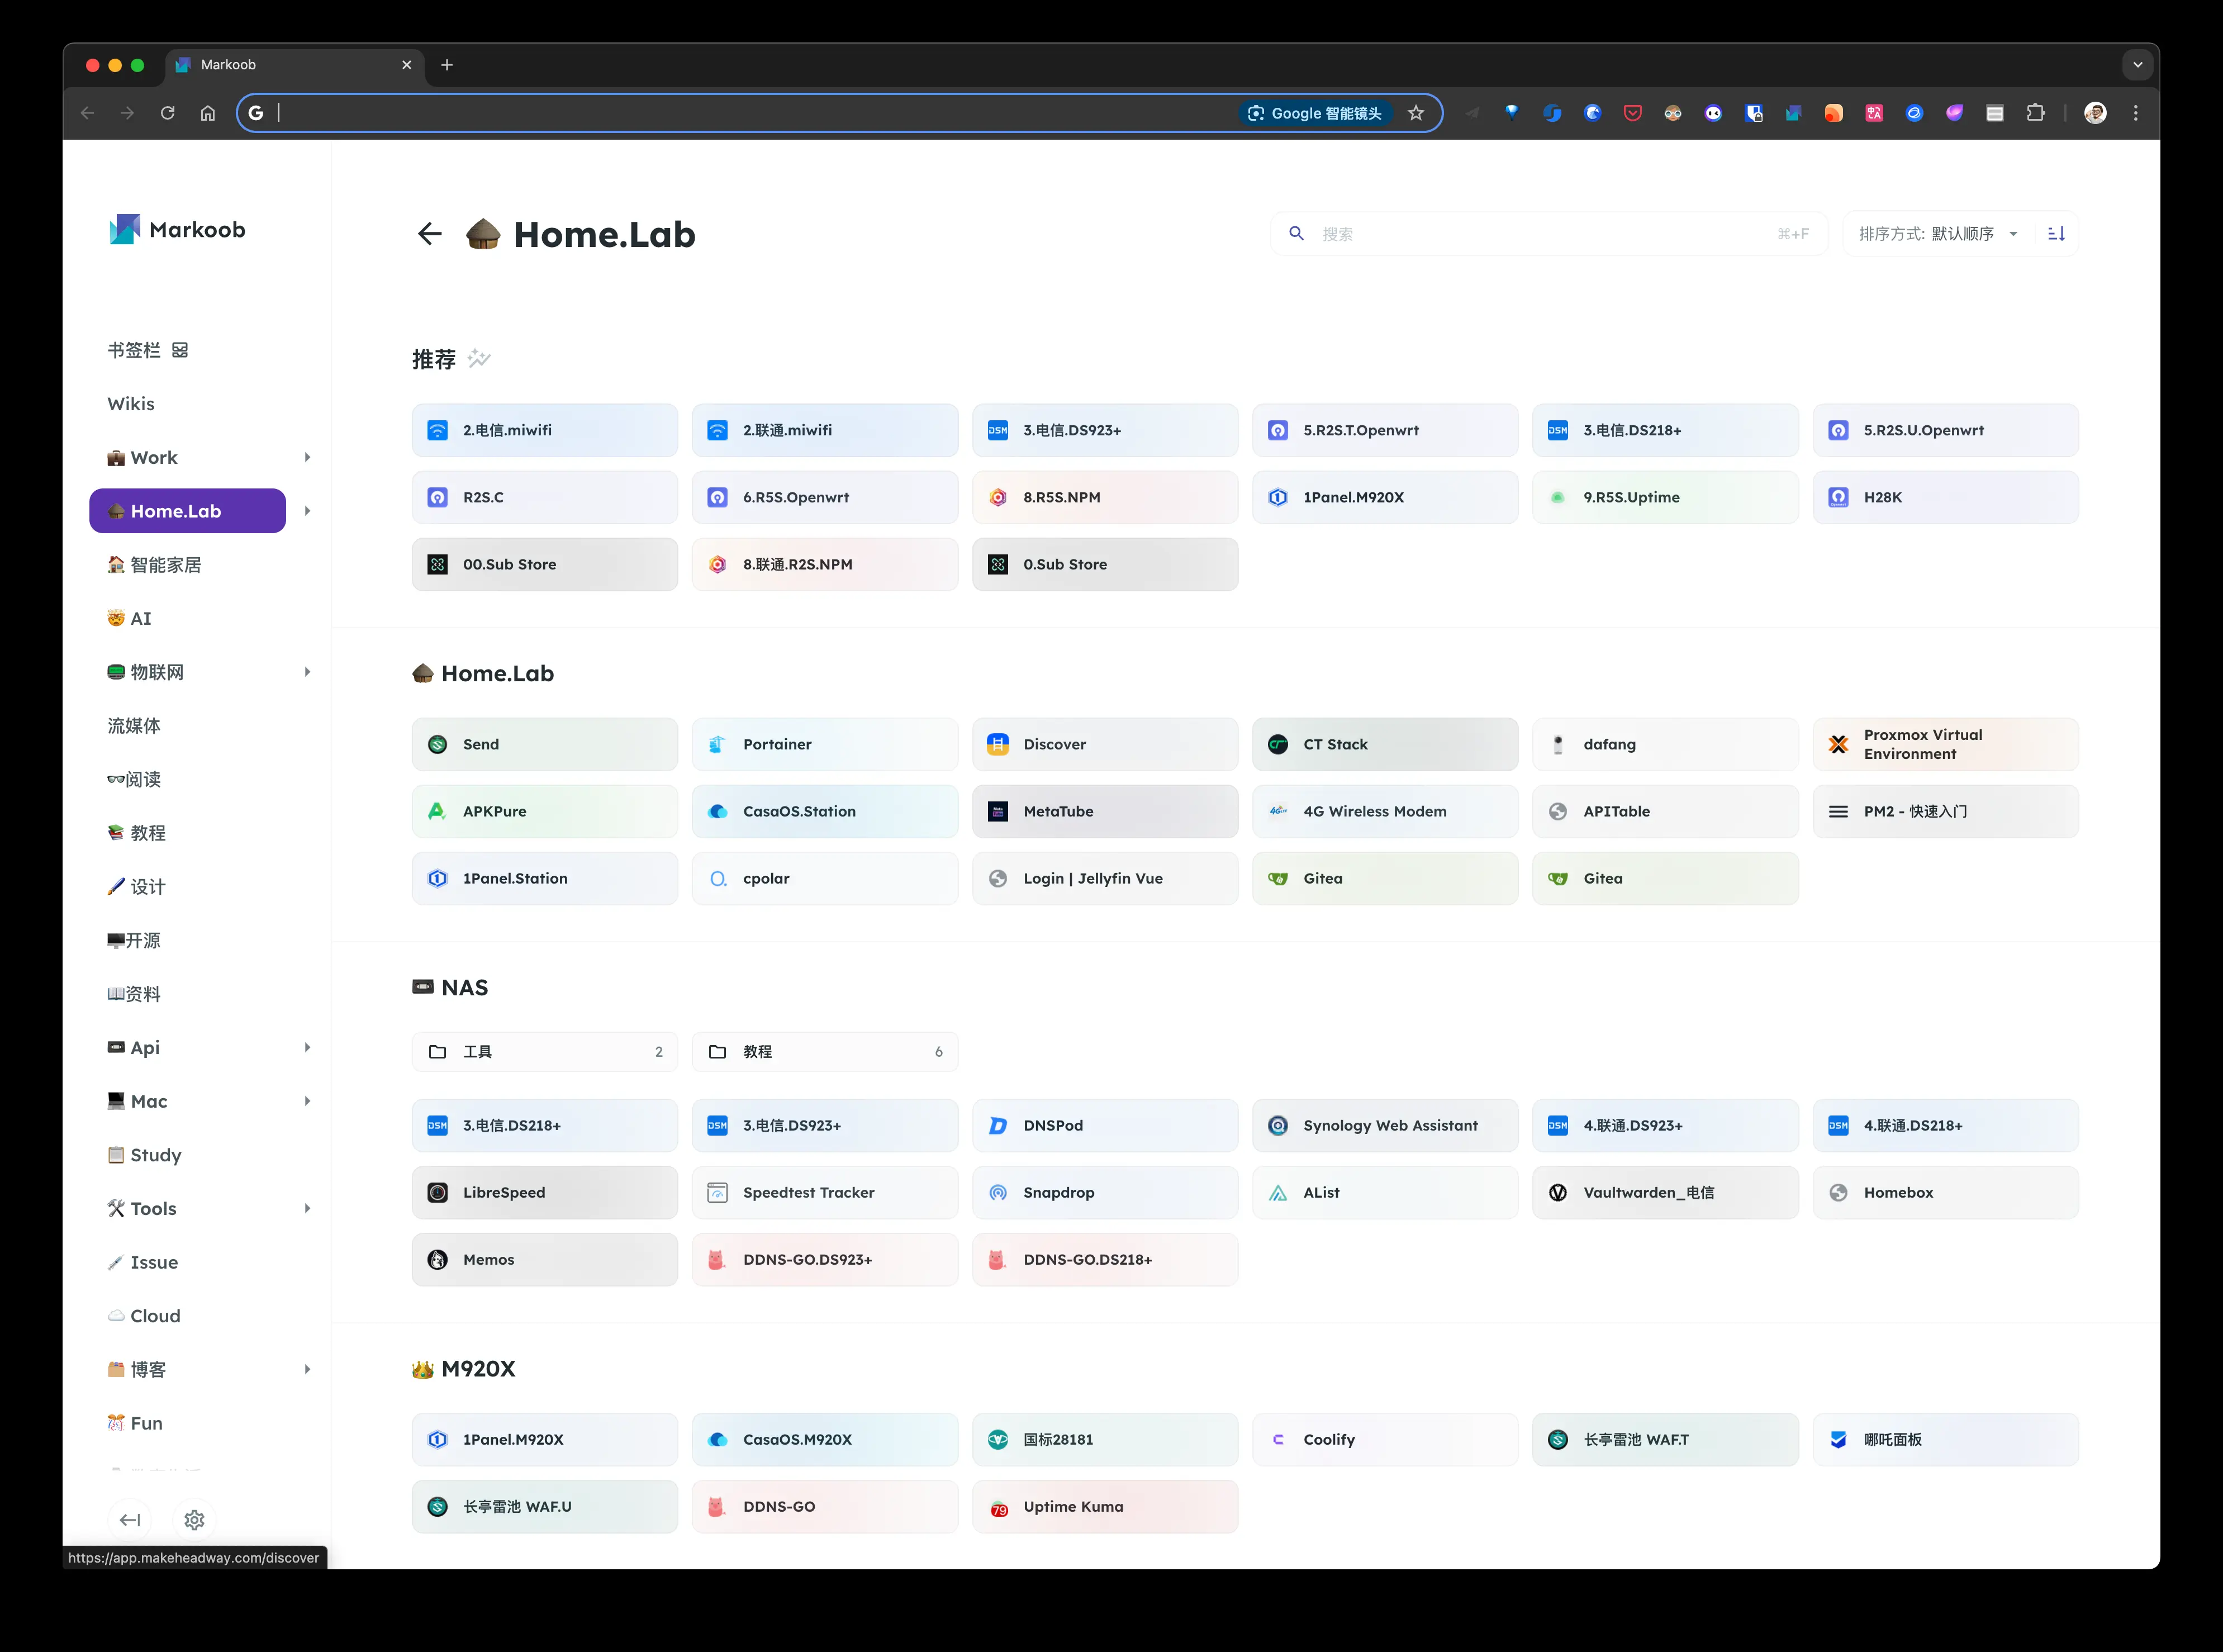 Markoob
Google 智能镜头
Markoob
Home.Lab
搜索
⌘+F
排序方式: 默认顺序
书签栏
Wikis
Work
Home.Lab
智能家居
AI
物联网
流媒体
阅读
教程
设计
开源
资料
Api
Mac
Study
Tools
Issue
Cloud
博客
Fun
推荐
2.电信.miwifi
2.联通.miwifi
DSM 3.电信.DS923+
5.R2S.T.Openwrt
DSM 3.电信.DS218+
5.R2S.U.Openwrt
R2S.C
6.R5S.Openwrt
8.R5S.NPM
1Panel.M920X
9.R5S.Uptime
H28K
00.Sub Store
8.联通.R2S.NPM
0.Sub Store
Home.Lab
Send
Portainer
Discover
CT Stack
dafang
Proxmox Virtual
Environment
APKPure
CasaOS.Station
MetaTube
4G Wireless Modem
APITable
PM2 - 快速入门
1Panel.Station
cpolar
Login | Jellyfin Vue
Gitea
Gitea
NAS
工具 2
教程 6
DSM 3.电信.DS218+
DSM 3.电信.DS923+
DNSPod
Synology Web Assistant
DSM 4.联通.DS923+
DSM 4.联通.DS218+
LibreSpeed
Speedtest Tracker
Snapdrop
AList
Vaultwarden_电信
Homebox
Memos
DDNS-GO.DS923+
DDNS-GO.DS218+
M920X
1Panel.M920X
CasaOS.M920X
国标28181
Coolify
长亭雷池 WAF.T
哪吒面板
长亭雷池 WAF.U
DDNS-GO
79 Uptime Kuma
https://app.makeheadway.com/discover